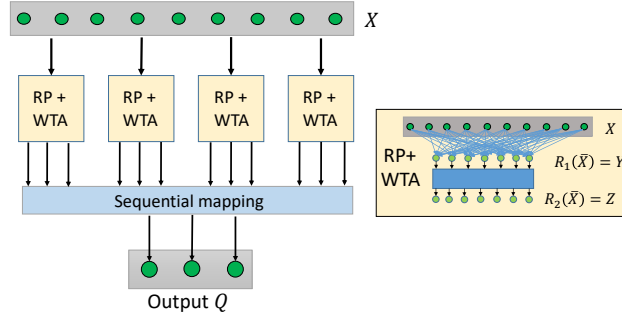 X
RP +
WTA
RP +
WTA
RP +
WTA
RP +
WTA
Sequential mapping
Output Q
X
RP+
WTA
R₁(X̄) = Y
R₂(X̄) = Z